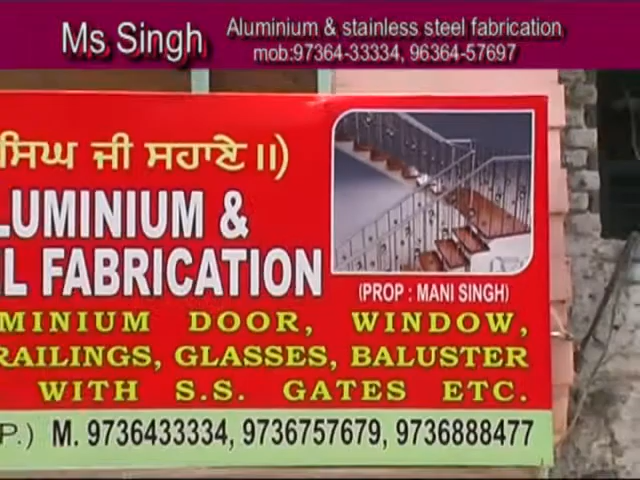 Ms Singh Aluminium & stainless steel fabrication
mob:97364-33334, 96364-57697
ਸਿਘ ਜੀ ਸਹਾਣੇ ॥)
LUMINIUM &
L FABRICATION
(PROP : MANI SINGH)
MINIUM DOOR, WINDOW,
RAILINGS, GLASSES, BALUSTER
WITH S.S. GATES ETC.
P.) M. 9736433334, 9736757679, 9736888477